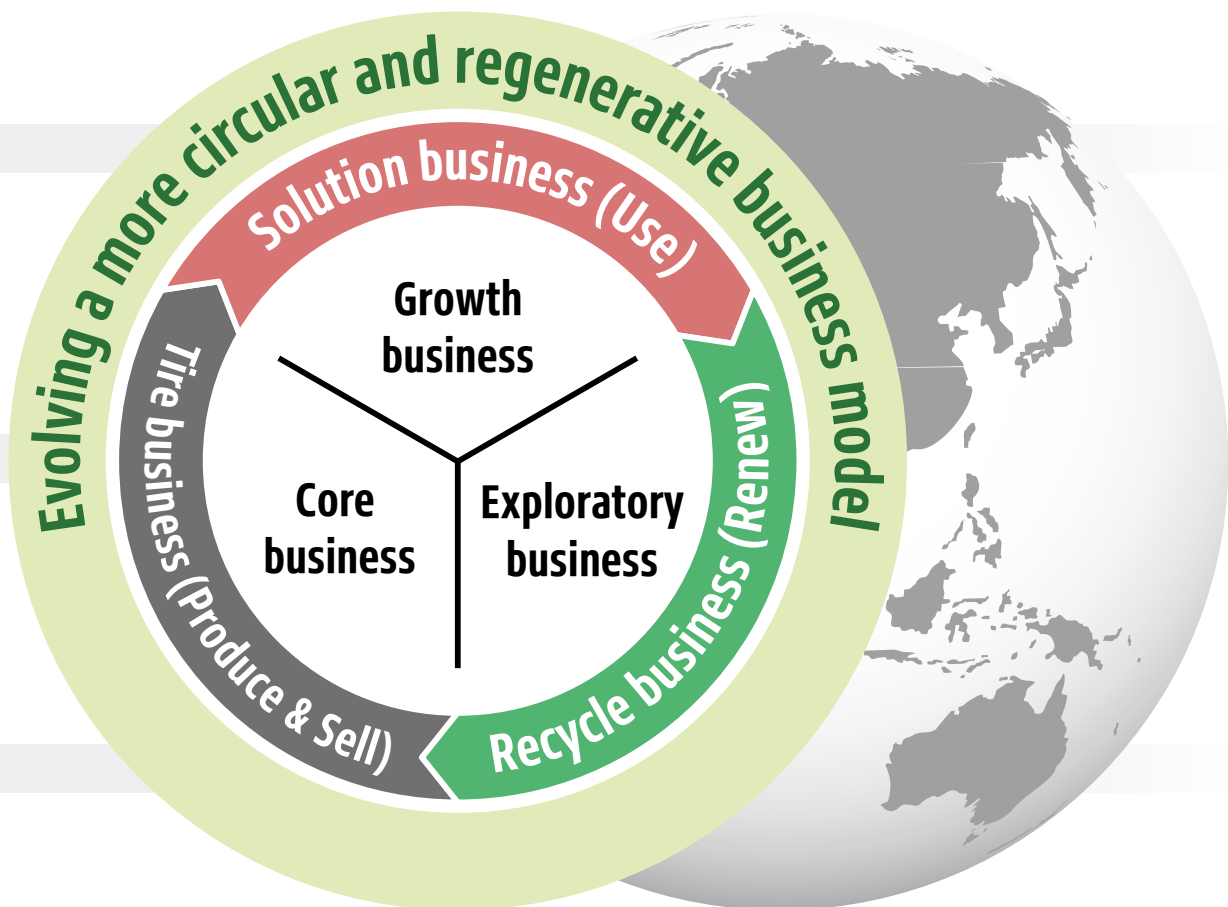 Evolving a more circular and regenerative business model
Solution business (Use)
Growth
business
Tire business (Produce & Sell)
Core
business
Exploratory
business
Recycle business (Renew)